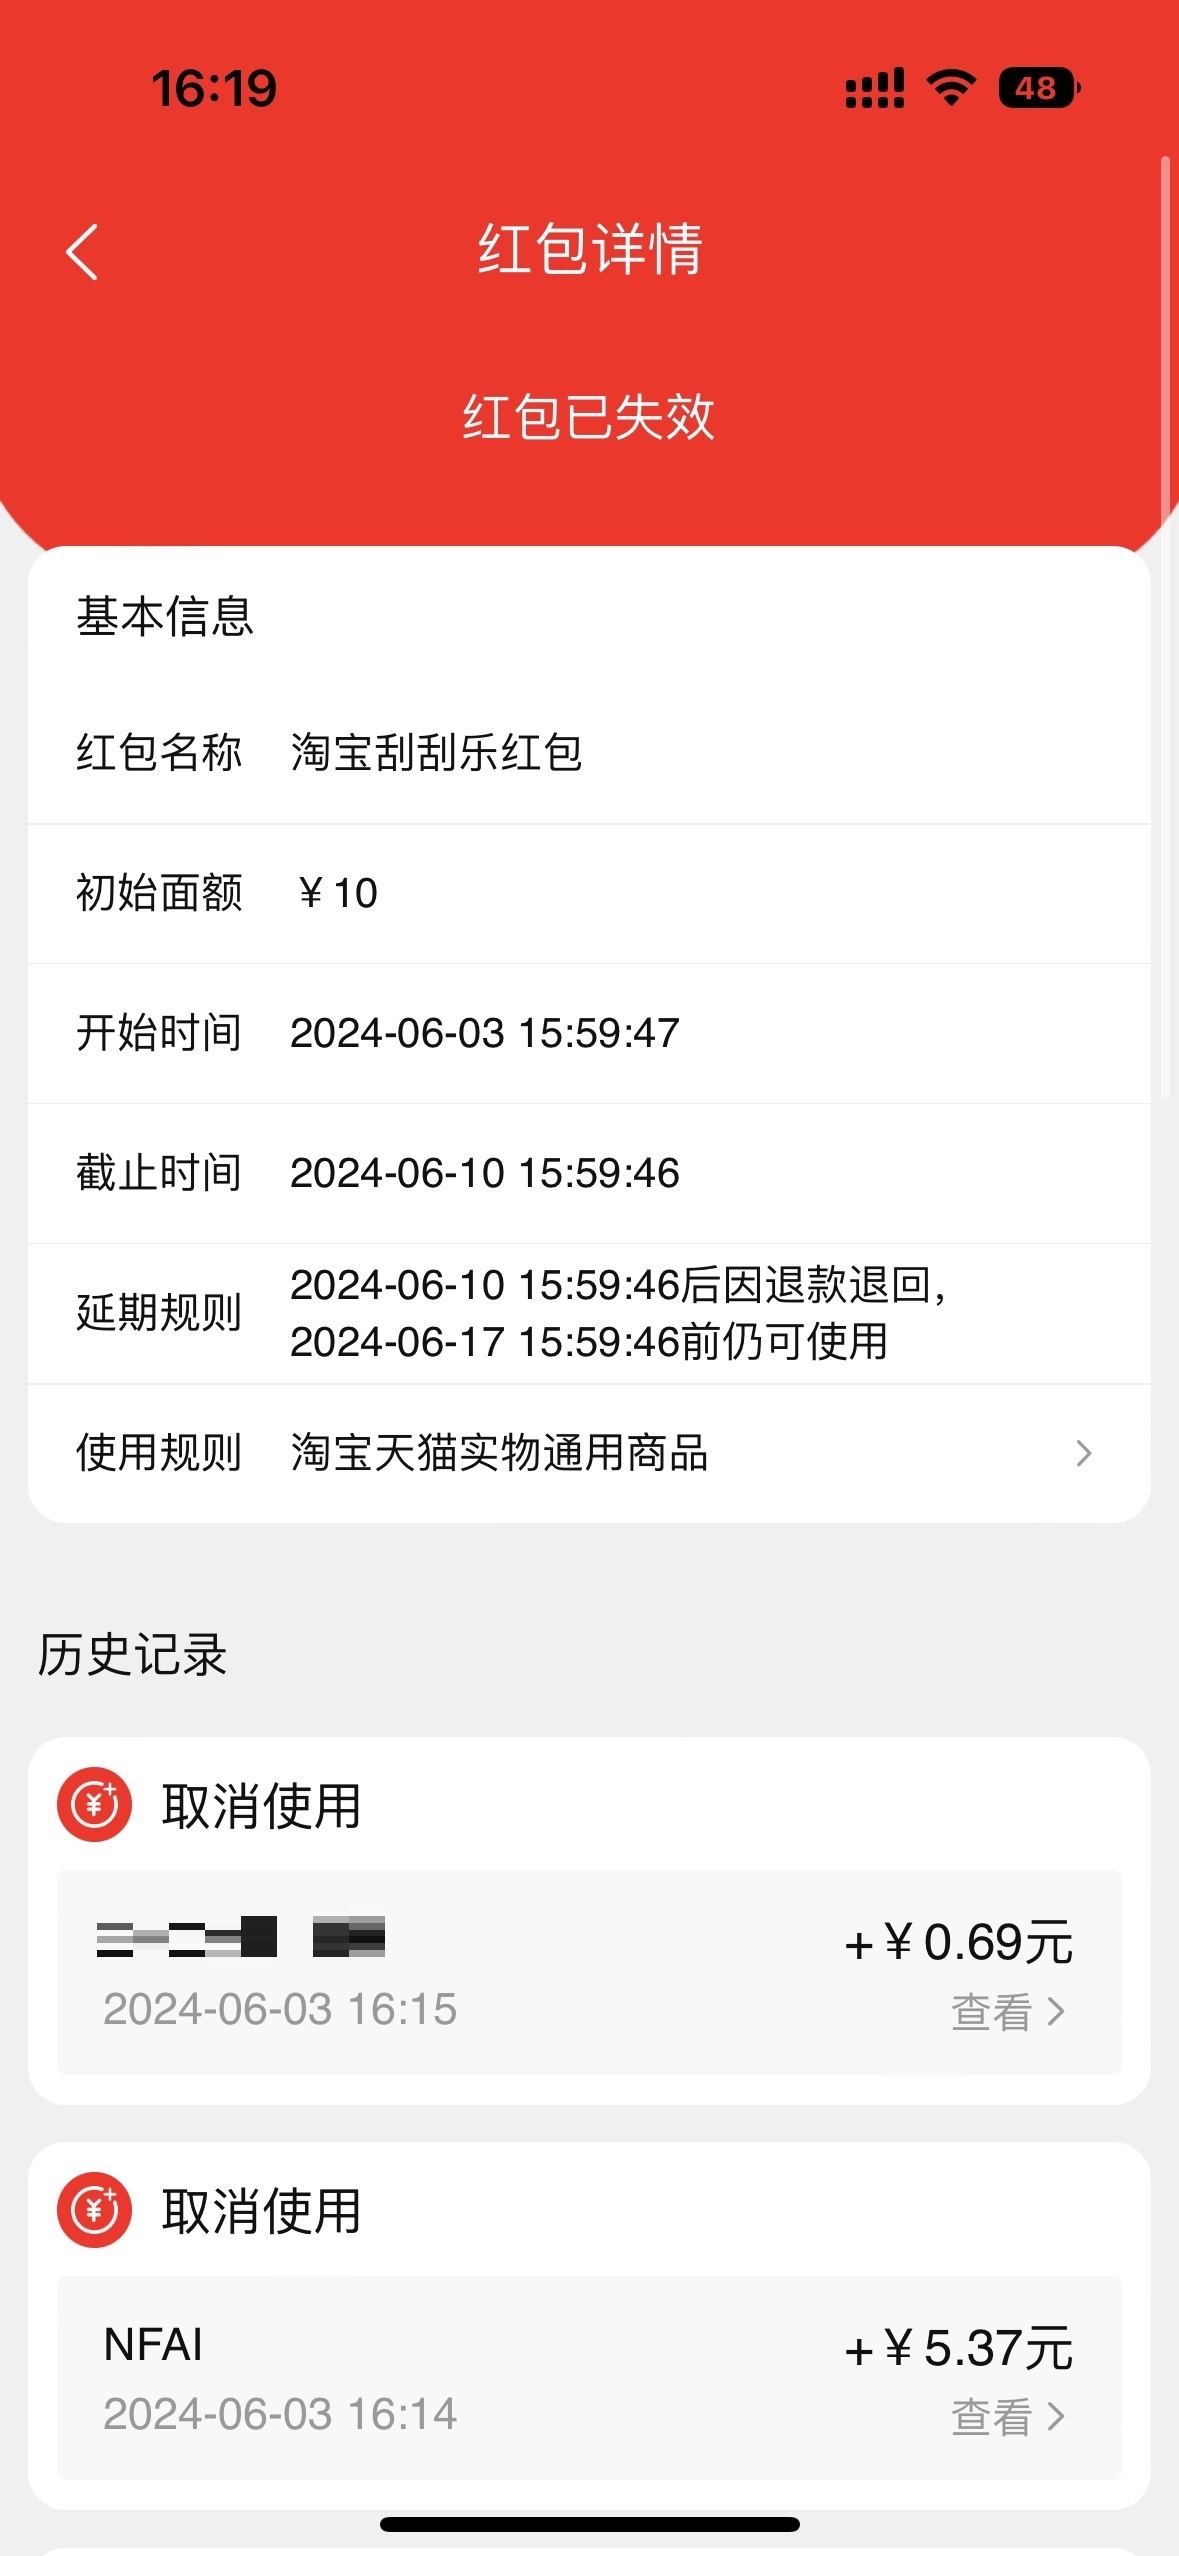 16:19
48
红包详情
红包已失效
基本信息
红包名称 淘宝刮刮乐红包
初始面额 ¥10
开始时间 2024-06-03 15:59:47
截止时间 2024-06-10 15:59:46
延期规则 2024-06-10 15:59:46后因退款退回，
2024-06-17 15:59:46前仍可使用
使用规则 淘宝天猫实物通用商品
历史记录
取消使用
+¥0.69元
2024-06-03 16:15 查看
取消使用
NFAI +¥5.37元
2024-06-03 16:14 查看